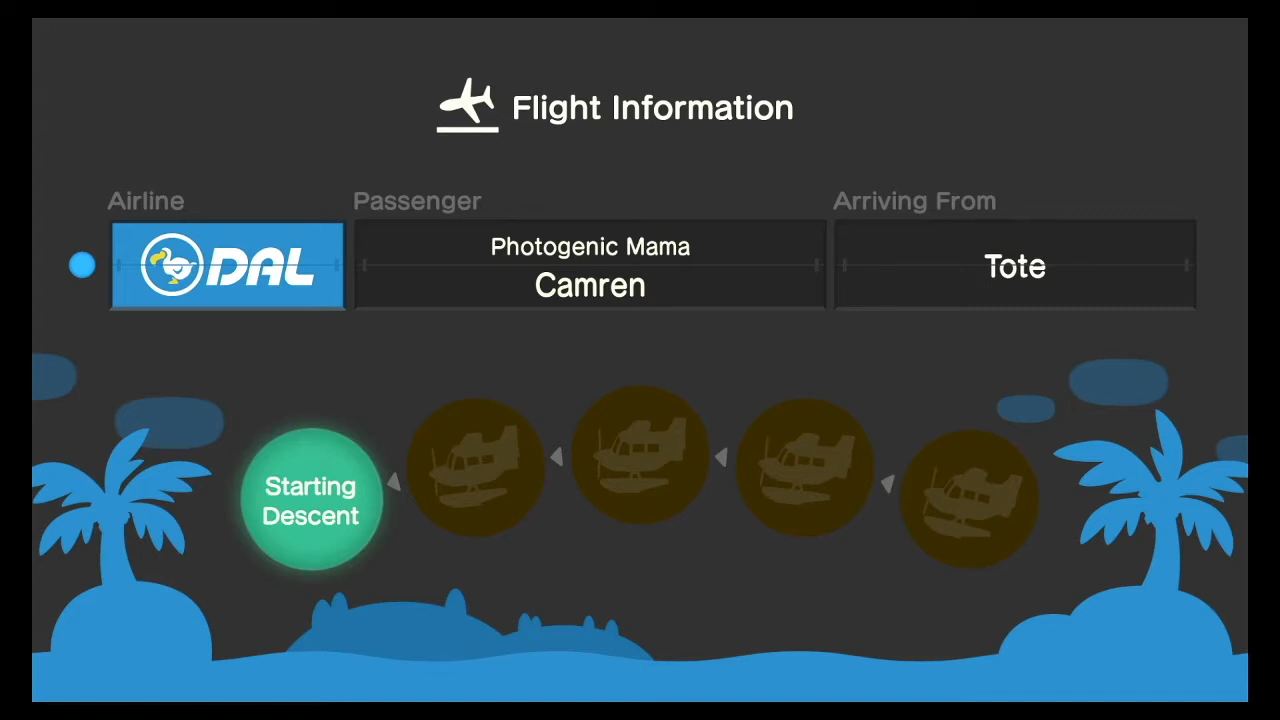 Flight Information
Airline
Passenger
Arriving From
DAL
Photogenic Mama
Camren
Tote
Starting
Descent